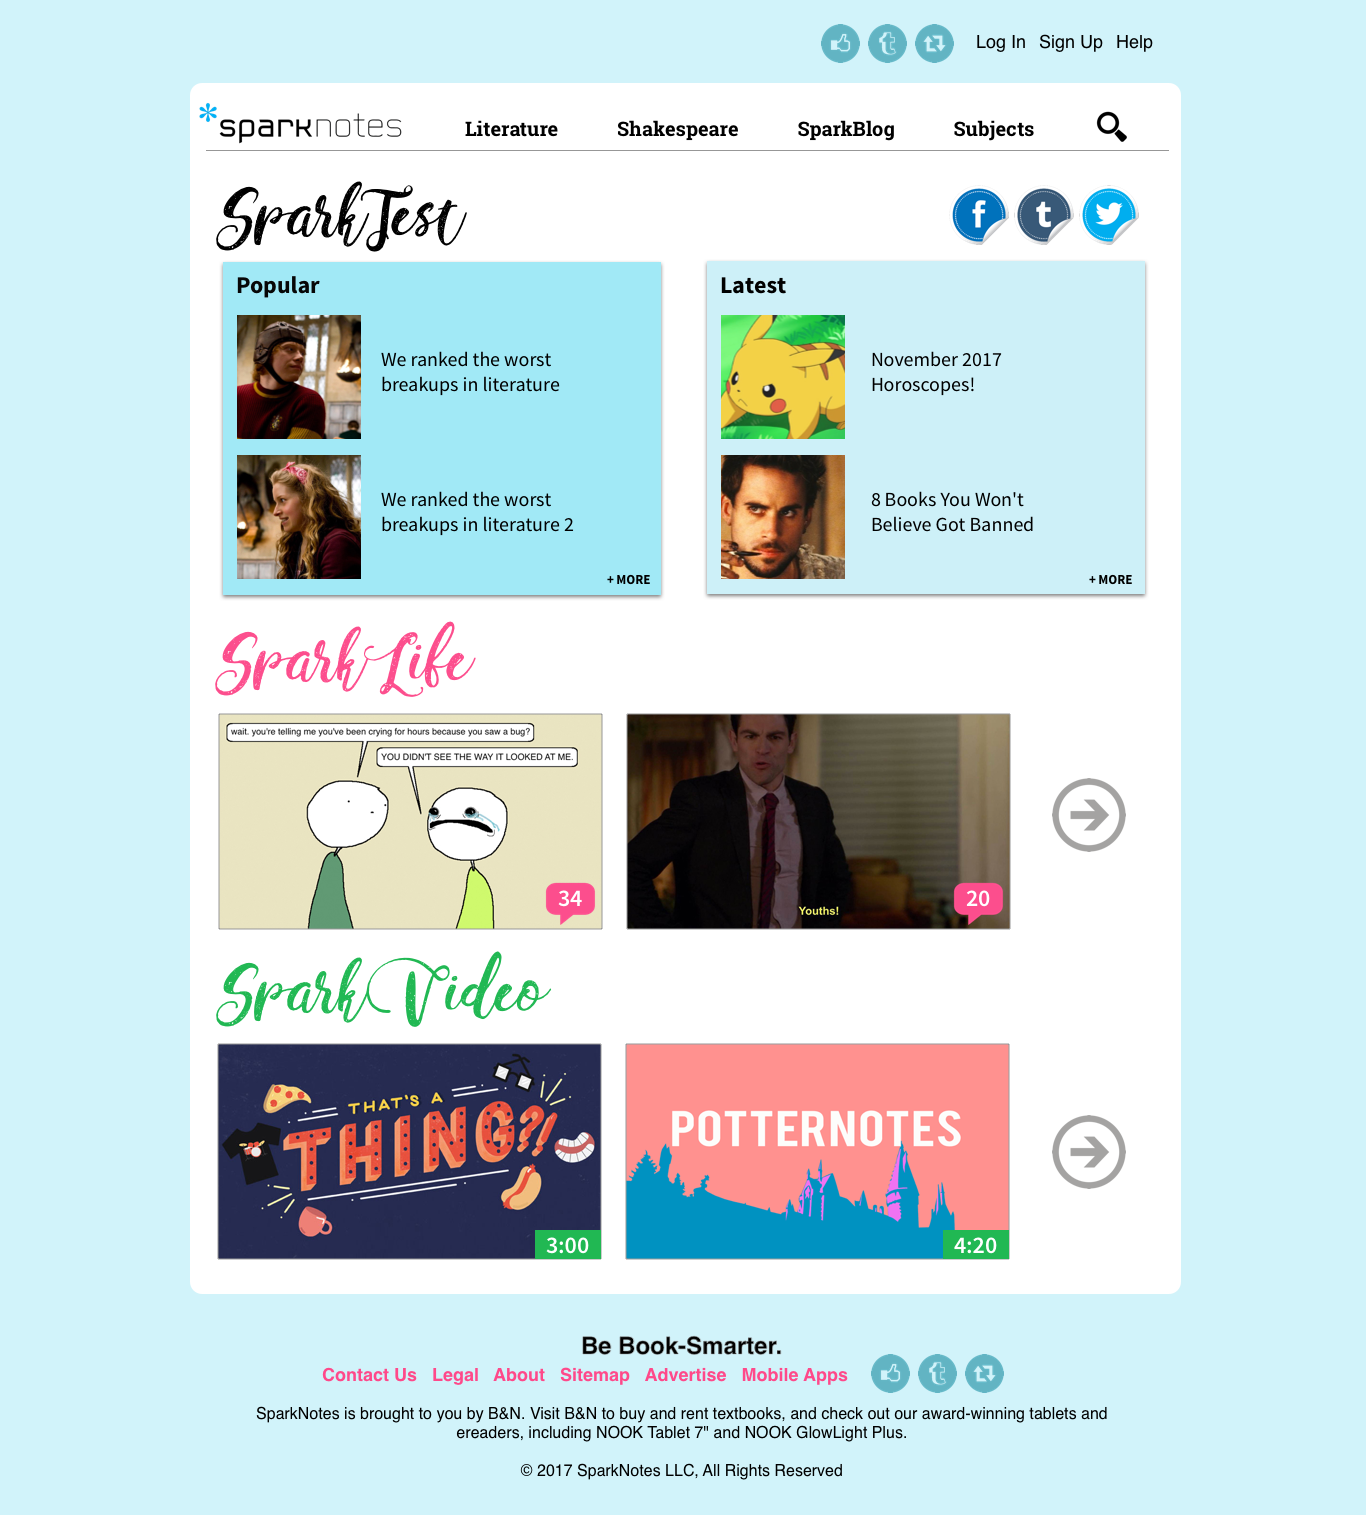 Log In Sign Up Help
*sparknotes
Literature Shakespeare SparkBlog Subjects
SparkTest
f t
Popular
We ranked the worst
breakups in literature
We ranked the worst
breakups in literature 2
+ MORE
Latest
November 2017
Horoscopes!
8 Books You Won't
Believe Got Banned
+ MORE
SparkLife
wait. you're telling me you've been crying for hours because you saw a bug?
YOU DIDN'T SEE THE WAY IT LOOKED AT ME.
34
Youths!
20
SparkVideo
THAT'S A
THING?!
3:00
POTTERNOTES
4:20
Be Book-Smarter.
Contact Us Legal About Sitemap Advertise Mobile Apps
SparkNotes is brought to you by B&N. Visit B&N to buy and rent textbooks, and check out our award-winning tablets and
ereaders, including NOOK Tablet 7" and NOOK GlowLight Plus.
© 2017 SparkNotes LLC, All Rights Reserved